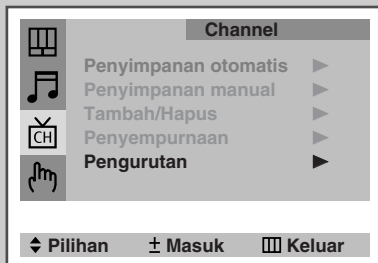 Channel
Penyimpanan otomatis
Penyimpanan manual
Tambah/Hapus
CH
Penyempurnaan
Pengurutan
Pilihan ± Masuk Keluar